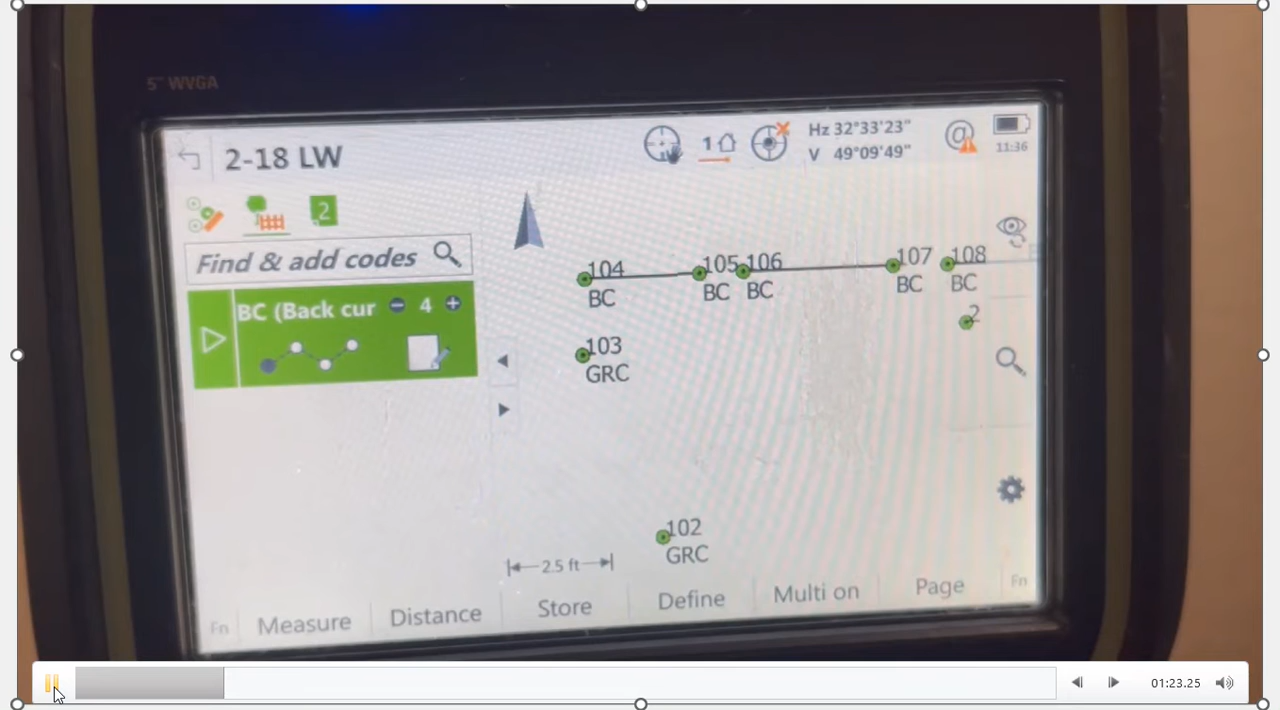 5" WVGA
2-18 LW
1
Hz 32°33'23"
V 49°09'49"
11:36
2
Find & add codes
BC (Back cur
4
104
BC
105
BC
106
BC
107
BC
108
BC
2
103
GRC
102
GRC
2.5 ft
Fn
Measure
Distance
Store
Define
Multi on
Page
Fn
01:23.25